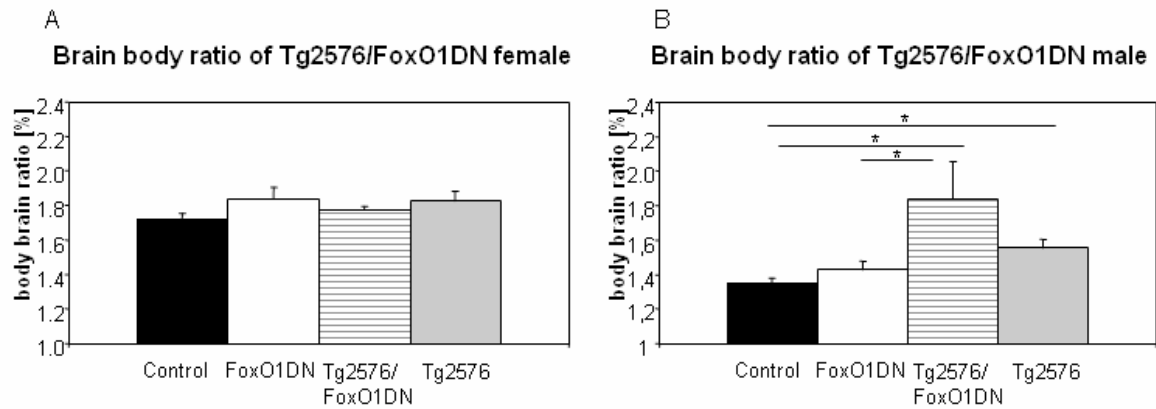 A
Brain body ratio of Tg2576/FoxO1DN female
body brain ratio [%]
2.4
2.2
2.0
1.8
1.6
1.4
1.2
1.0
Control
FoxO1DN
Tg2576/
FoxO1DN
Tg2576
B
Brain body ratio of Tg2576/FoxO1DN male
body brain ratio [%]
2.4
2,2
2,0
1,8
1,6
1,4
1,2
1
*
*
*
Control
FoxO1DN
Tg2576/
FoxO1DN
Tg2576